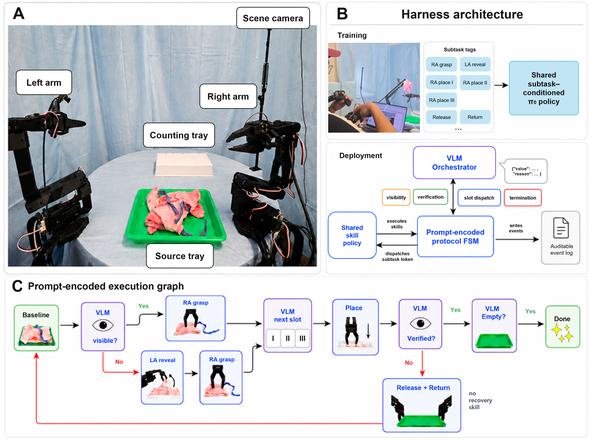 A
Scene camera
Left arm
Right arm
Counting tray
Source tray
B
Harness architecture
Training
Subtask tags
RA grasp
LA reveal
RA place I
RA place II
RA place III
Release
Return
...
Shared
subtask–
conditioned
π₀ policy
Deployment
VLM
Orchestrator
{"value": ... ,
"reason": ... }
visibility
verification
slot dispatch
termination
Shared
skill
policy
executes
skills
dispatches
subtask token
Prompt-encoded
protocol FSM
writes
events
Auditable
event log
C
Prompt-encoded execution graph
Baseline
VLM
visible?
Yes
No
RA grasp
LA reveal
RA grasp
VLM
next slot
I
II
III
Place
VLM
Verified?
Yes
No
VLM
Empty?
Yes
Done
Release + Return
no
recovery
skill